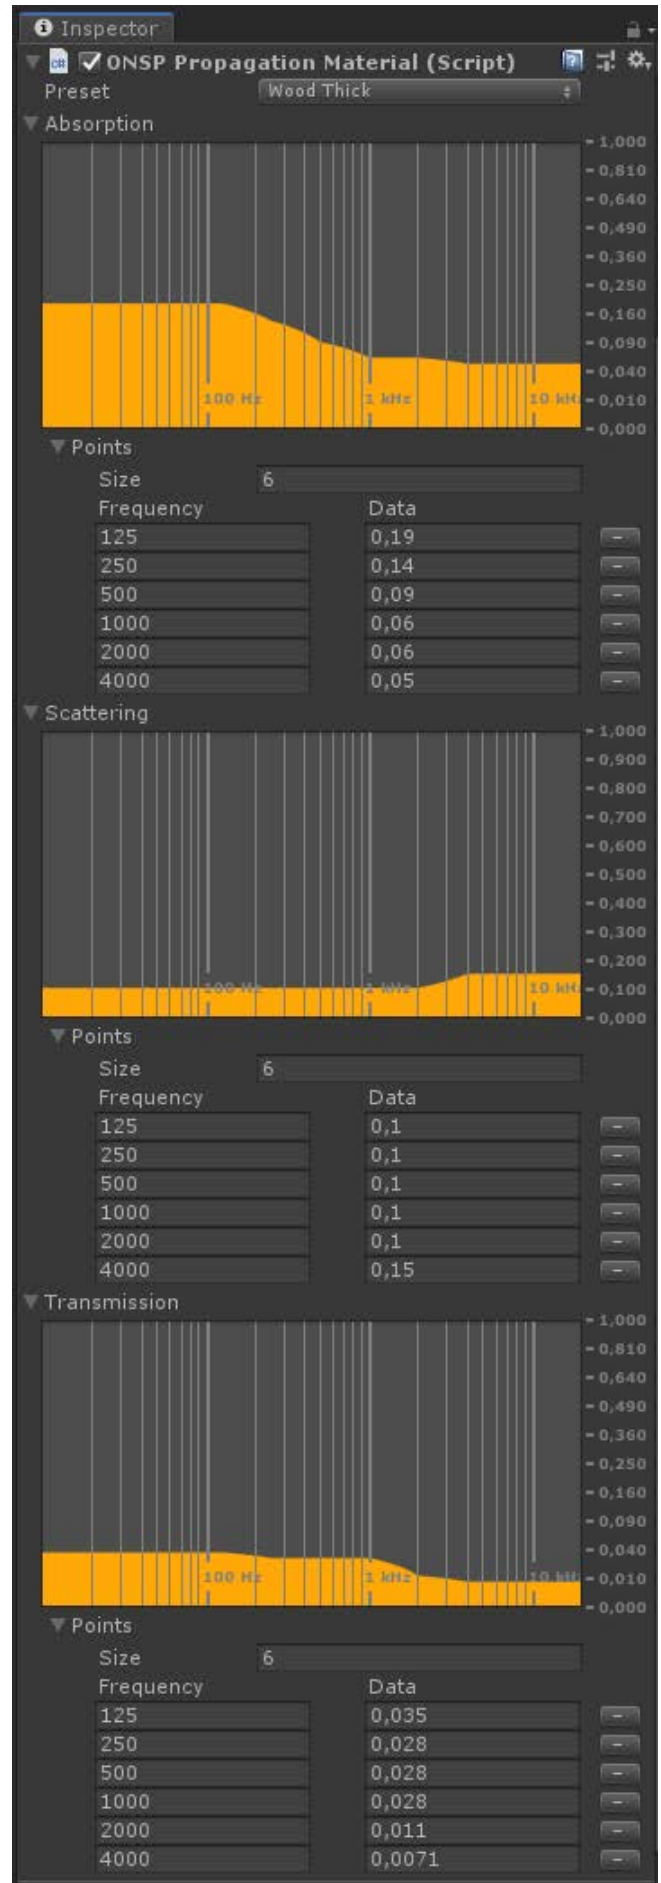 Inspector
ONSP Propagation Material (Script)
Preset Wood Thick
Absorption
1,000
0,810
0,640
0,490
0,360
0,250
0,160
0,090
0,040
100 Hz 1 kHz 10 kHz 0,010
0,000
Points
Size 6
Frequency Data
125 0,19
250 0,14
500 0,09
1000 0,06
2000 0,06
4000 0,05
Scattering
1,000
0,900
0,800
0,700
0,600
0,500
0,400
0,300
0,200
100 Hz 1 kHz 10 kHz 0,100
0,000
Points
Size 6
Frequency Data
125 0,1
250 0,1
500 0,1
1000 0,1
2000 0,1
4000 0,15
Transmission
1,000
0,810
0,640
0,490
0,360
0,250
0,160
0,090
0,040
100 Hz 1 kHz 10 kHz 0,010
0,000
Points
Size 6
Frequency Data
125 0,035
250 0,028
500 0,028
1000 0,028
2000 0,011
4000 0,0071